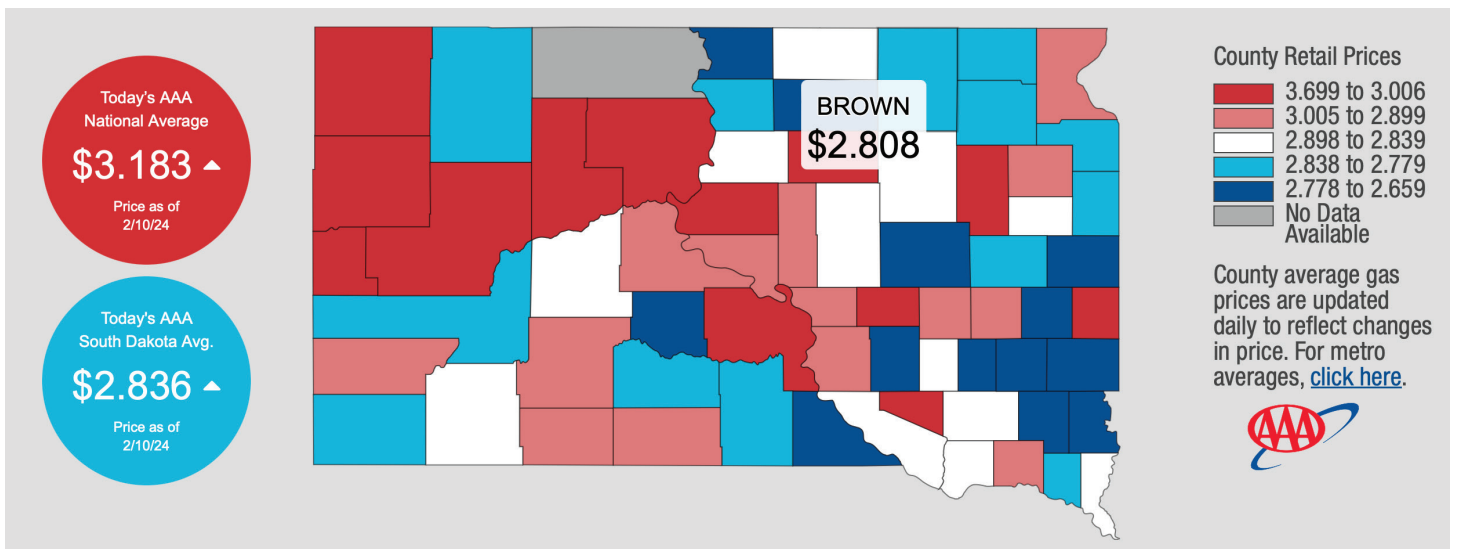 Today's AAA
National Average
$3.183
Price as of
2/10/24
Today's AAA
South Dakota Avg.
$2.836
Price as of
2/10/24
BROWN
$2.808
County Retail Prices
3.699 to 3.006
3.005 to 2.899
2.898 to 2.839
2.838 to 2.779
2.778 to 2.659
No Data
Available
County average gas
prices are updated
daily to reflect changes
in price. For metro
averages, click here.
AAA